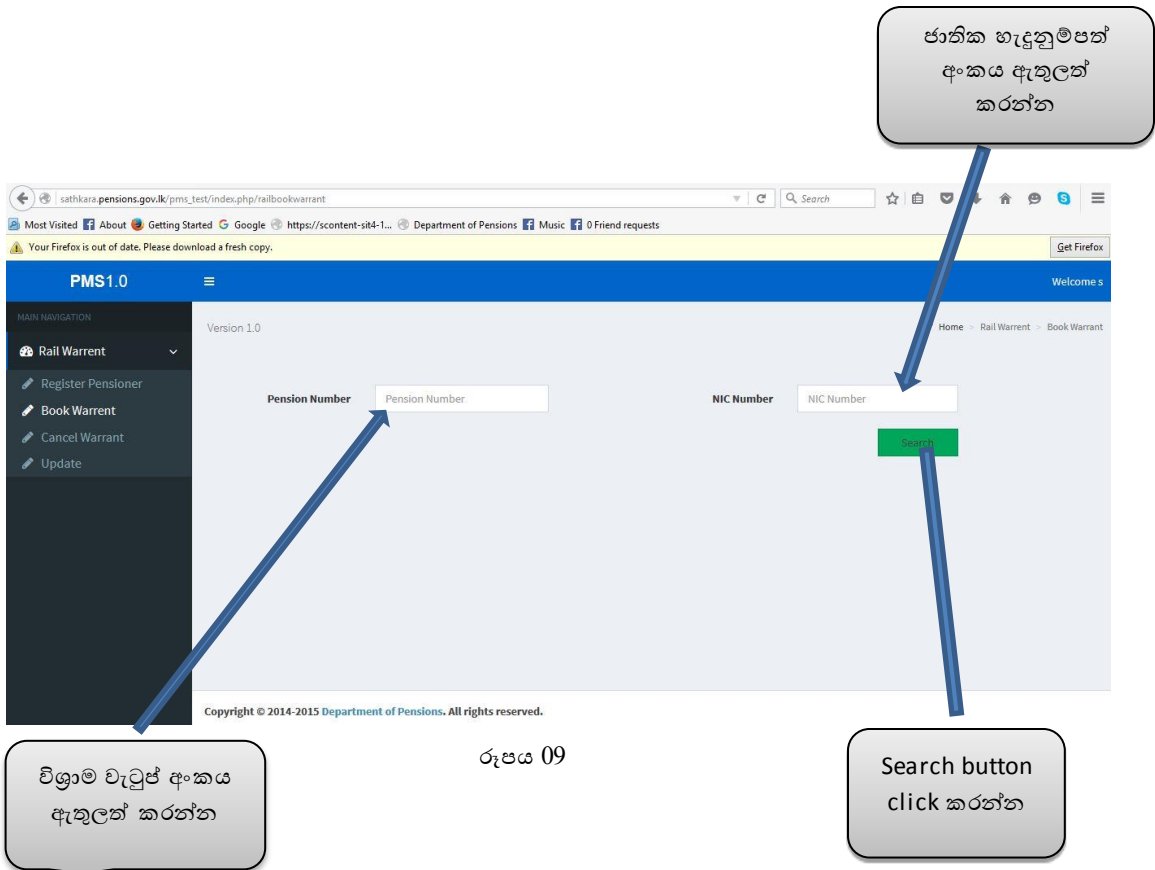 ජාතික හැදුනුම්පත්
අංකය ඇතුලත්
කරන්න
sathkara.pensions.gov.lk/pms_test/index.php/railbookwarrant
Search
Most Visited About Getting Started Google https://scontent-sit4-1... Department of Pensions Music 0 Friend requests
Your Firefox is out of date. Please download a fresh copy.
Get Firefox
PMS1.0
Welcome s
MAIN NAVIGATION
Version 1.0
Home > Rail Warrent > Book Warrant
Rail Warrent
Register Pensioner
Book Warrent
Cancel Warrant
Update
Pension Number Pension Number
NIC Number NIC Number
Search
Copyright © 2014-2015 Department of Pensions. All rights reserved.
රූපය 09
විශ්‍රාම වැටුප් අංකය
ඇතුලත් කරන්න
Search button
click කරන්න